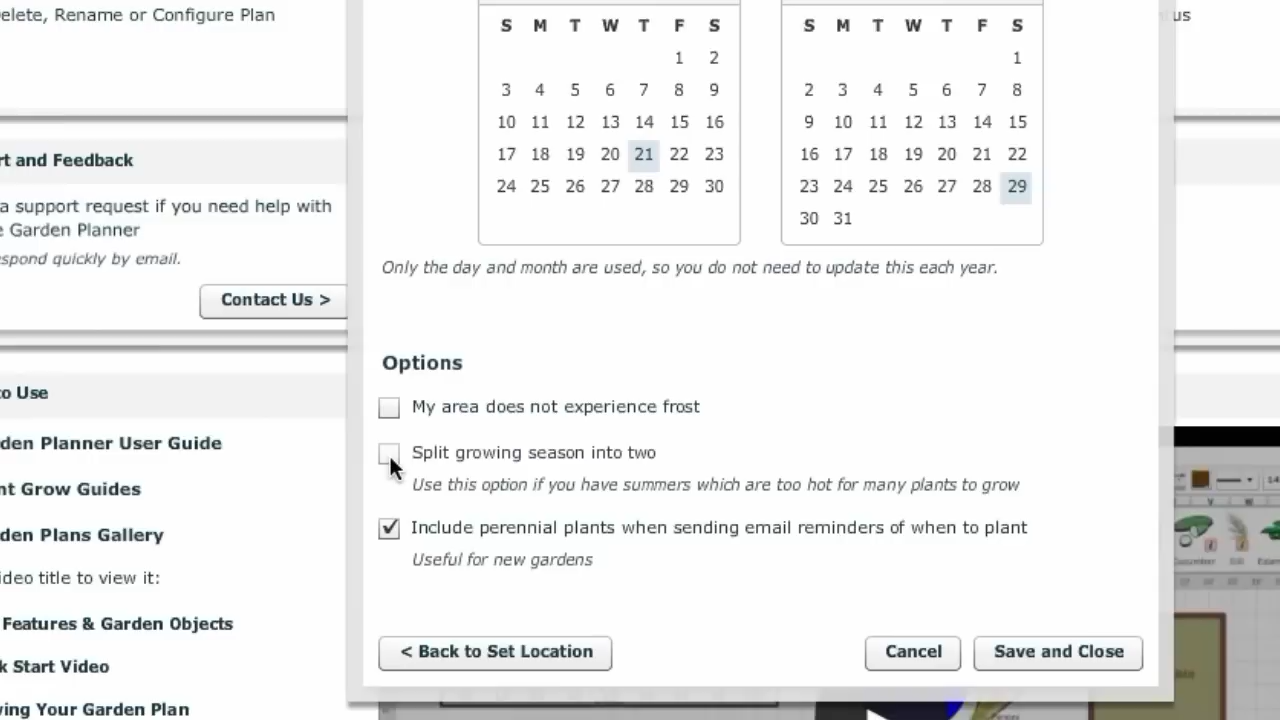 elete, Rename or Configure Plan
us
S M T W T F S
1 2
3 4 5 6 7 8 9
10 11 12 13 14 15 16
17 18 19 20 21 22 23
24 25 26 27 28 29 30
S M T W T F S
1
2 3 4 5 6 7 8
9 10 11 12 13 14 15
16 17 18 19 20 21 22
23 24 25 26 27 28 29
30 31
Only the day and month are used, so you do not need to update this each year.
rt and Feedback
a support request if you need help with
e Garden Planner
spond quickly by email.
Contact Us >
Options
My area does not experience frost
Split growing season into two
Use this option if you have summers which are too hot for many plants to grow
Include perennial plants when sending email reminders of when to plant
Useful for new gardens
< Back to Set Location
Cancel
Save and Close
to Use
den Planner User Guide
nt Grow Guides
den Plans Gallery
ideo title to view it:
Features & Garden Objects
k Start Video
ving Your Garden Plan
Cucumber
Dill